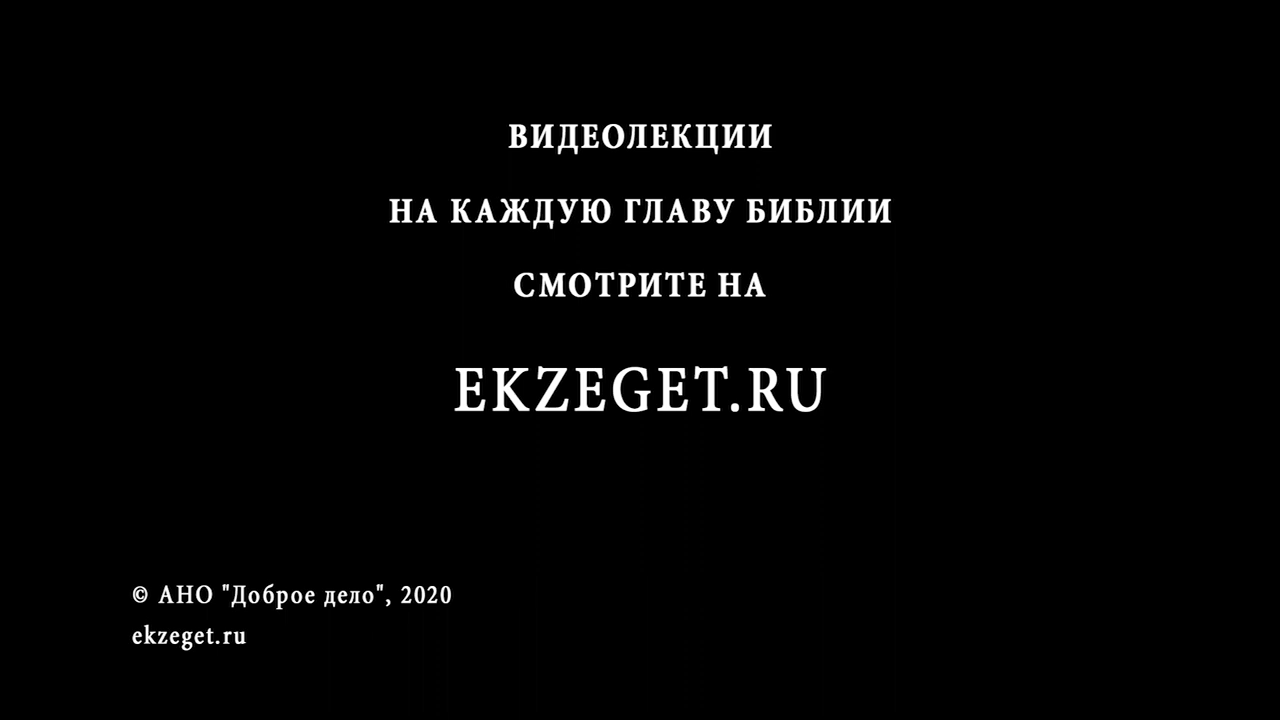 ВИДЕОЛЕКЦИИ
НА КАЖДУЮ ГЛАВУ БИБЛИИ
СМОТРИТЕ НА
EKZEGET.RU
© АНО "Доброе дело", 2020
ekzeget.ru